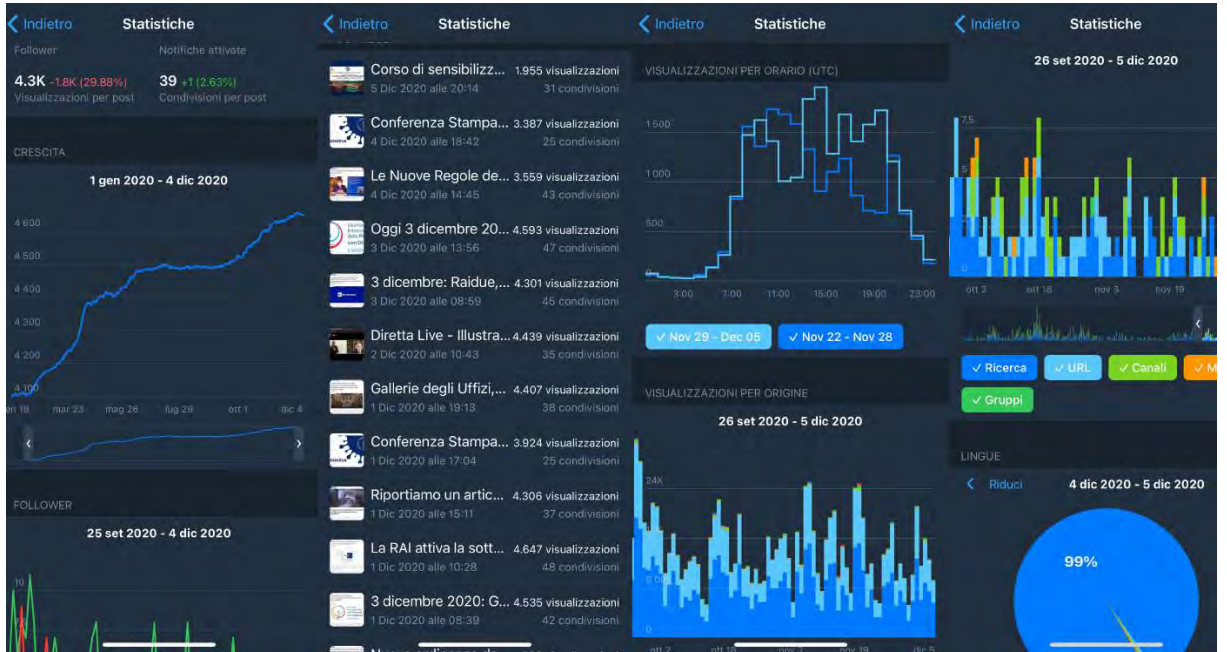 Indietro
Statistiche
Follower
Notifiche attivate
4.3K -1.8K (29.88%)
39 +1 (2.63%)
Visualizzazioni per post
Condivisioni per post
CRESCITA
1 gen 2020 - 4 dic 2020
4 600
4 500
4 400
4 300
4 200
4 100
en 19 mar 23 mag 26 lug 29 ott 1 dic 4
FOLLOWER
25 set 2020 - 4 dic 2020
10
Indietro
Statistiche
Corso di sensibilizz... 1.955 visualizzazioni
5 Dic 2020 alle 20:14 31 condivisioni
Conferenza Stampa... 3.387 visualizzazioni
4 Dic 2020 alle 18:42 25 condivisioni
Le Nuove Regole de... 3.559 visualizzazioni
4 Dic 2020 alle 14:45 43 condivisioni
Oggi 3 dicembre 20... 4.593 visualizzazioni
3 Dic 2020 alle 13:56 47 condivisioni
3 dicembre: Raidue,... 4.301 visualizzazioni
3 Dic 2020 alle 08:59 45 condivisioni
Diretta Live - Illustra... 4.439 visualizzazioni
2 Dic 2020 alle 10:43 35 condivisioni
Gallerie degli Uffizi,... 4.407 visualizzazioni
1 Dic 2020 alle 19:13 38 condivisioni
Conferenza Stampa... 3.924 visualizzazioni
1 Dic 2020 alle 17:04 25 condivisioni
Riportiamo un artic... 4.306 visualizzazioni
1 Dic 2020 alle 15:11 37 condivisioni
La RAI attiva la sott... 4.647 visualizzazioni
1 Dic 2020 alle 10:28 48 condivisioni
3 dicembre 2020: G... 4.535 visualizzazioni
1 Dic 2020 alle 08:39 42 condivisioni
Indietro
Statistiche
VISUALIZZAZIONI PER ORARIO (UTC)
1 500
1 000
500
0
3:00 7:00 11:00 15:00 19:00 23:00
Nov 29 - Dec 05 Nov 22 - Nov 28
VISUALIZZAZIONI PER ORIGINE
26 set 2020 - 5 dic 2020
24K
0
ott 2 ott 18 nov 3 nov 19 dic 5
Indietro
Statistiche
26 set 2020 - 5 dic 2020
7,5
5
0
ott 2 ott 18 nov 3 nov 19
Ricerca URL Canali M
Gruppi
LINGUE
Riduci
4 dic 2020 - 5 dic 2020
99%